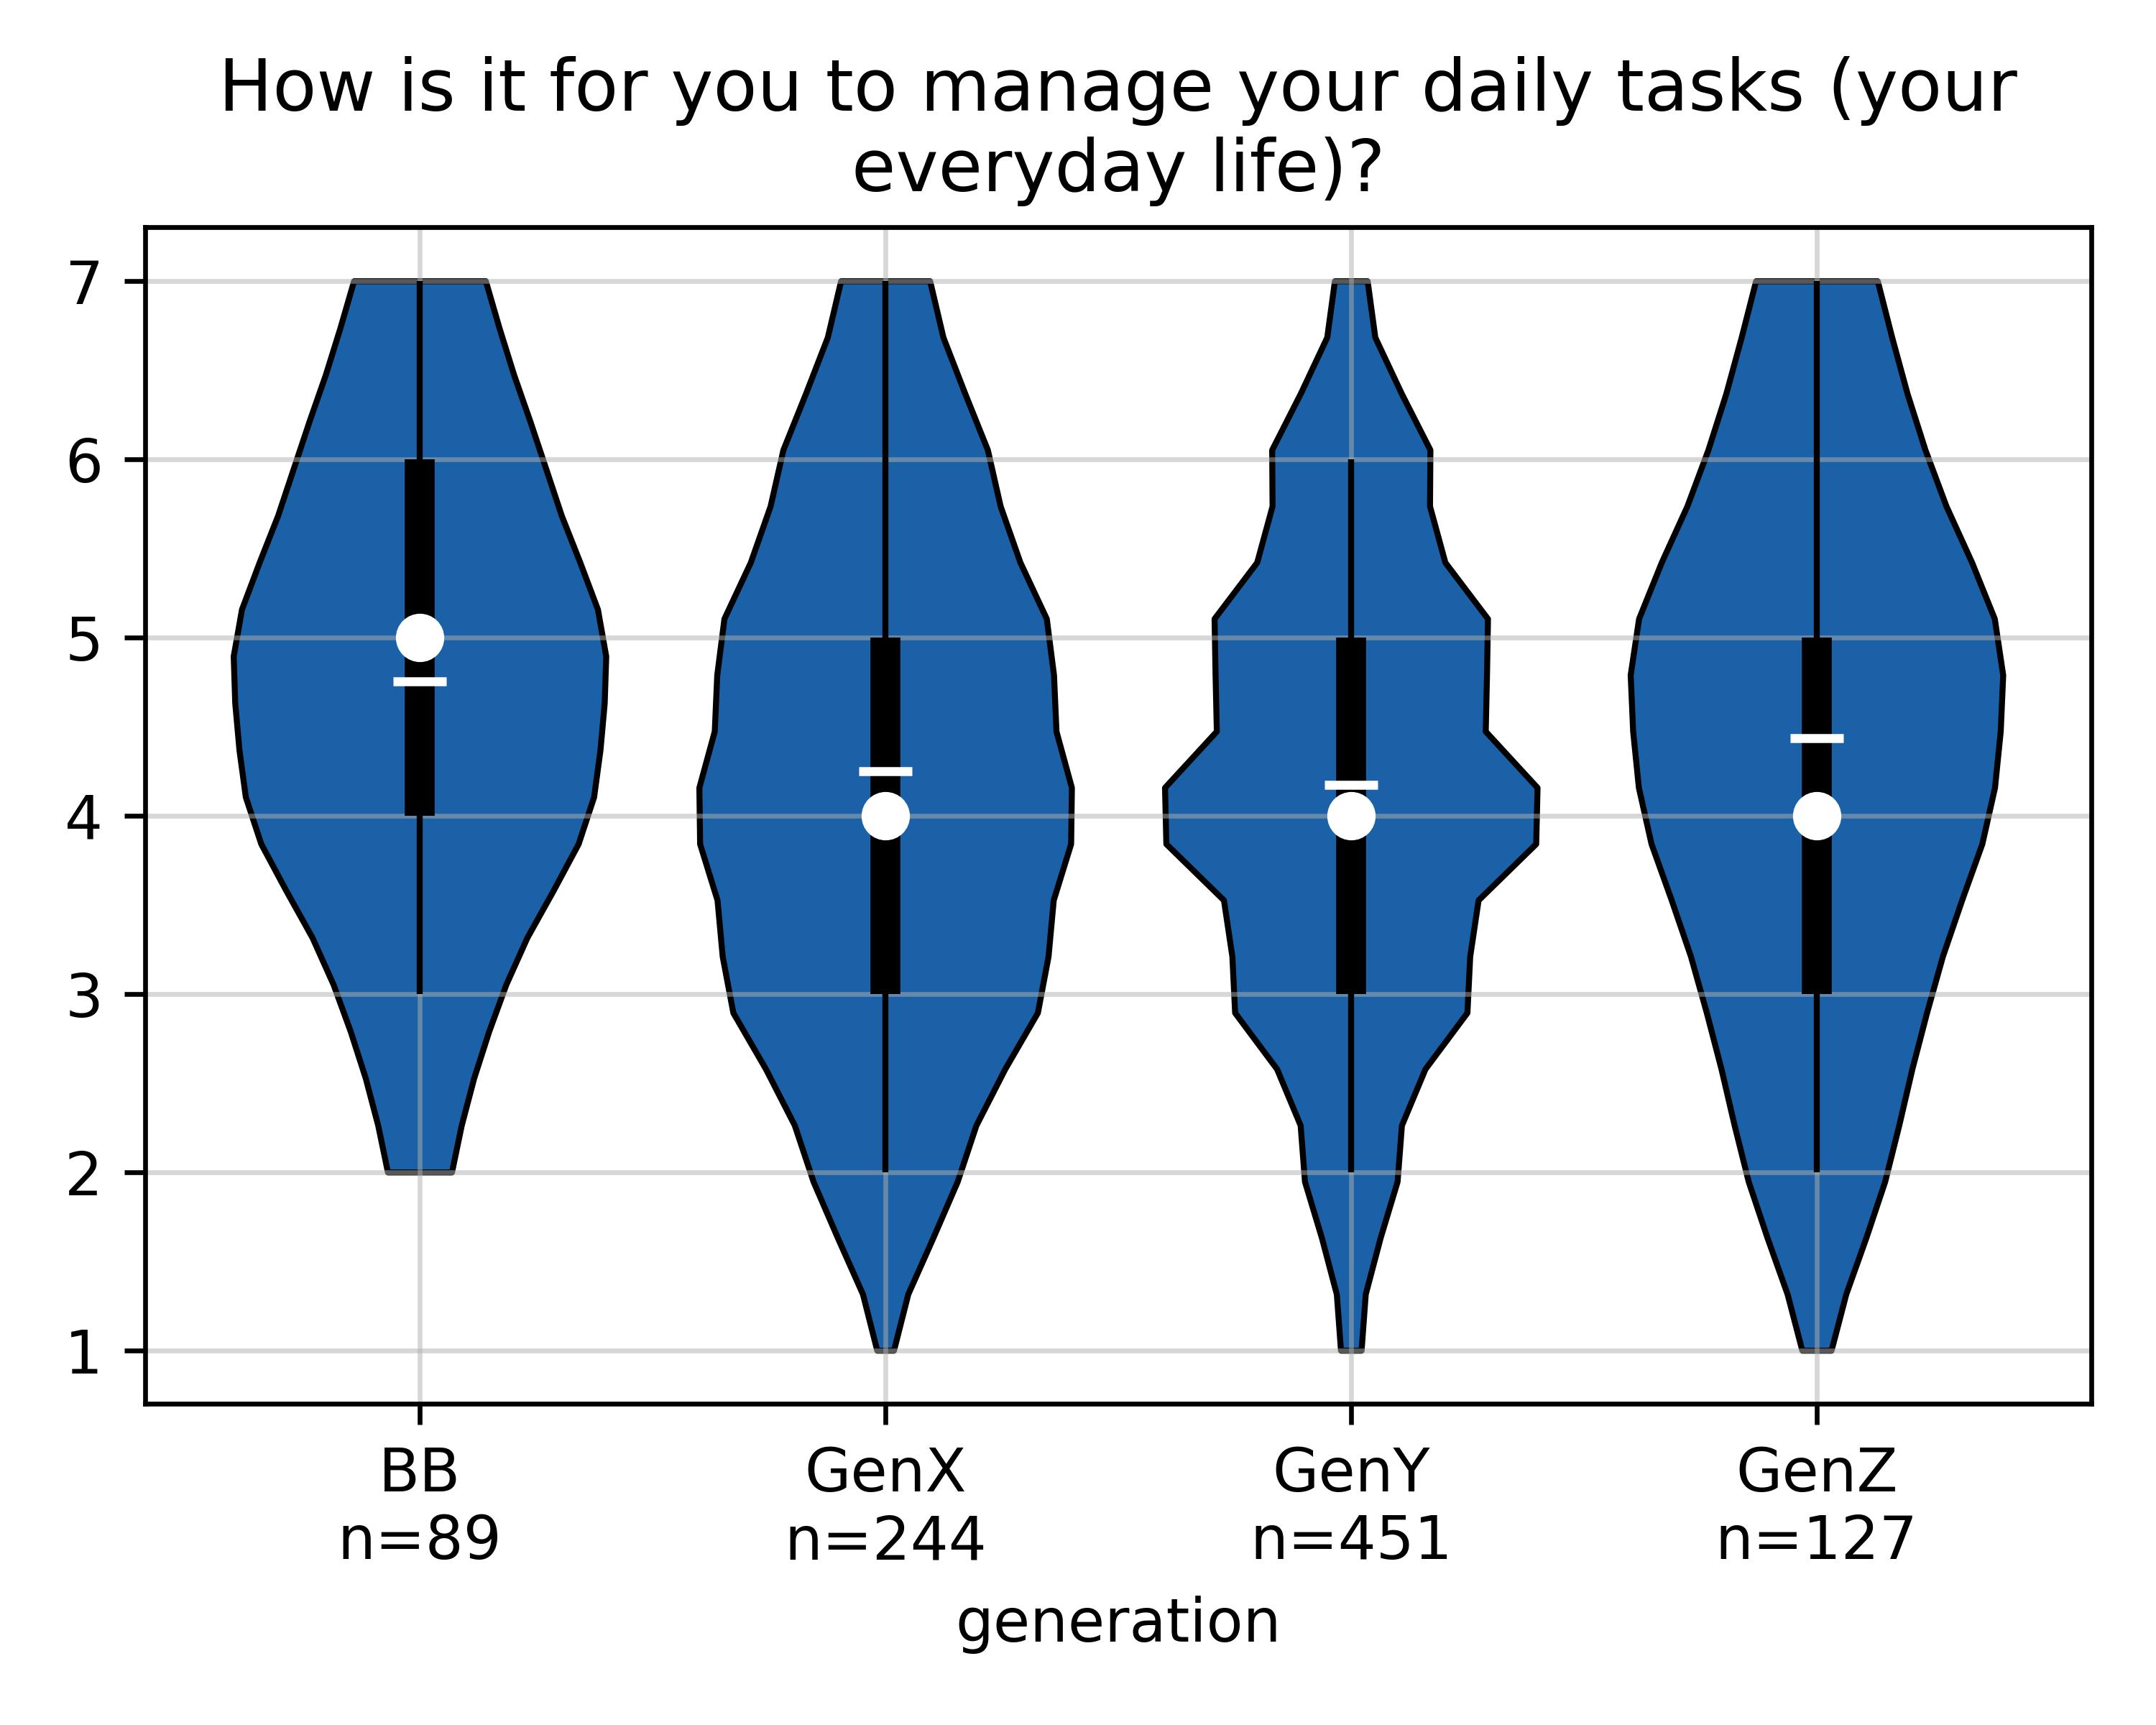 How is it for you to manage your daily tasks (your
everyday life)?
7
6
5
4
3
2
1
BB GenX GenY GenZ
n=89 n=244 n=451 n=127
generation